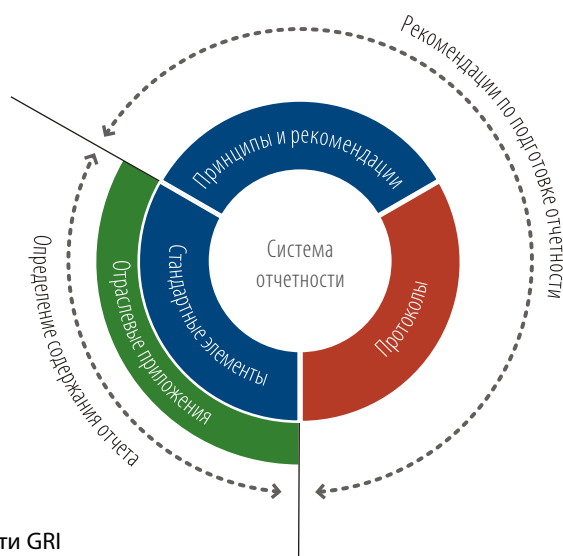 Рекомендации по подготовке отчетности
Принципы и рекомендации
Система
отчетности
Стандартные элементы
Отраслевые приложения
Протоколы
Определение содержания отчета
ти GRI